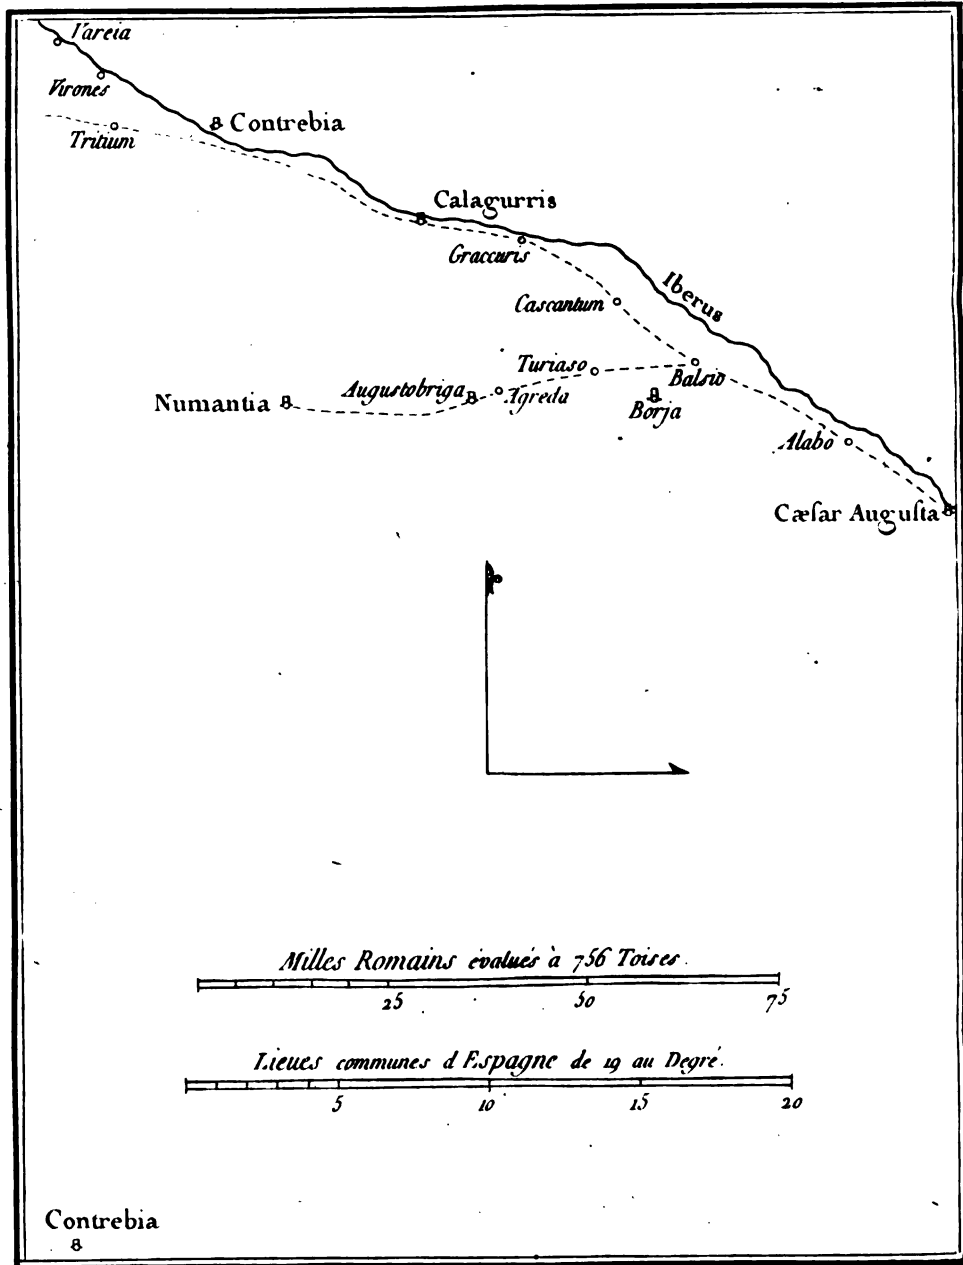 Vareia
Virones
Tritium
Contrebia
Calagurris
Graccuris
Iberus
Cascantum
Turiaso
Balsio
Augustobriga
Agreda
Numantia
Borja
Alabo
Cæſar Auguſta
Milles Romains évalués à 756 Toises.
25 50 75
Lieues communes d'Espagne de 19 au Degré.
5 10 15 20
Contrebia